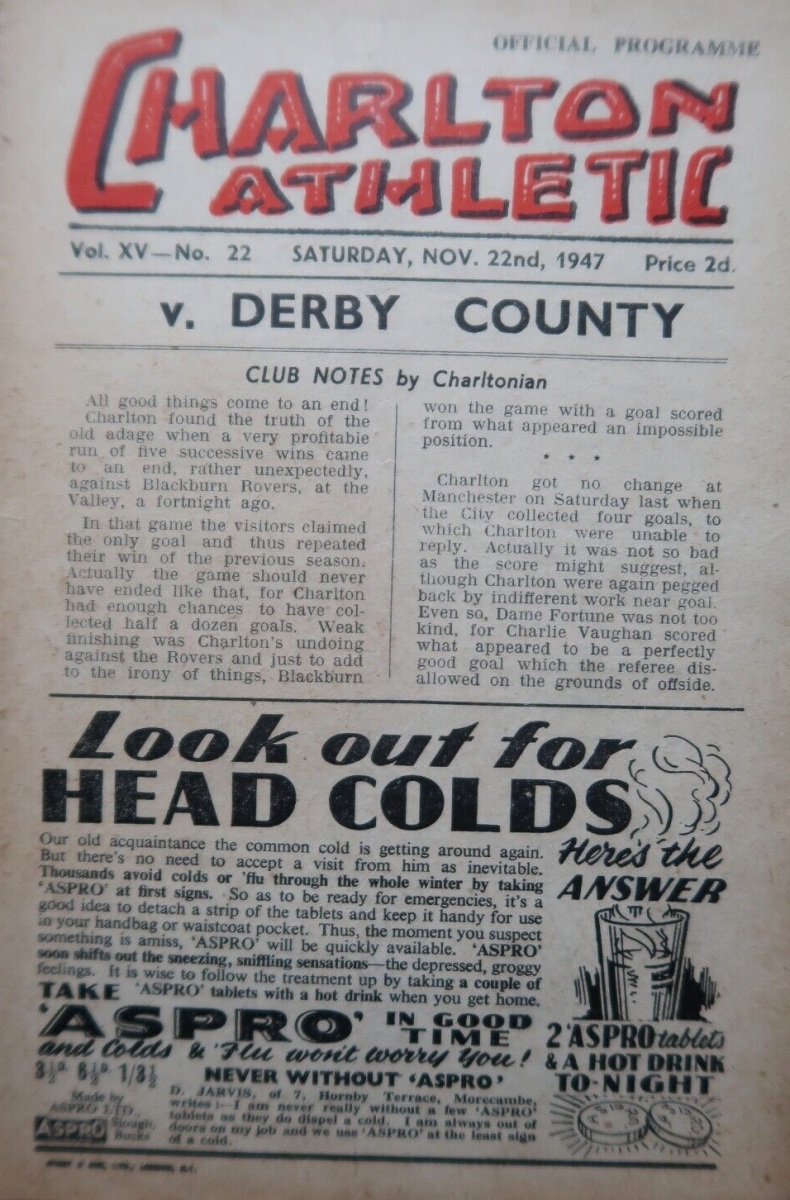 OFFICIAL PROGRAMME
CHARLTON
ATHLETIC
Vol. XV—No. 22 SATURDAY, NOV. 22nd, 1947 Price 2d.
v. DERBY COUNTY
CLUB NOTES by Charltonian
All good things come to an end!
Charlton found the truth of the
old adage when a very profitable
run of five successive wins came
to an end, rather unexpectedly,
against Blackburn Rovers, at the
Valley, a fortnight ago.
In that game the visitors claimed
the only goal and thus repeated
their win of the previous season.
Actually the game should never
have ended like that, for Charlton
had enough chances to have col-
lected half a dozen goals. Weak
finishing was Charlton's undoing
against the Rovers and just to add
to the irony of things, Blackburn
won the game with a goal scored
from what appeared an impossible
position.
* * *
Charlton got no change at
Manchester on Saturday last when
the City collected four goals, to
which Charlton were unable to
reply. Actually it was not so bad
as the score might suggest, al-
though Charlton were again pegged
back by indifferent work near goal.
Even so, Dame Fortune was not too
kind, for Charlie Vaughan scored
what appeared to be a perfectly
good goal which the referee dis-
allowed on the grounds of offside.
Look out for
HEAD COLDS
Our old acquaintance the common cold is getting around again.
But there's no need to accept a visit from him as inevitable.
Thousands avoid colds or 'flu through the whole winter by taking
'ASPRO' at first signs. So as to be ready for emergencies, it's a
good idea to detach a strip of the tablets and keep it handy for use
in your handbag or waistcoat pocket. Thus, the moment you suspect
something is amiss, 'ASPRO' will be quickly available. 'ASPRO'
soon shifts out the sneezing, sniffling sensations—the depressed, groggy
feelings. It is wise to follow the treatment up by taking a couple of
TAKE 'ASPRO' tablets with a hot drink when you get home.
'ASPRO' IN GOOD TIME
and Colds & 'Flu won't worry you!
3½D 8½D 1/3½
NEVER WITHOUT 'ASPRO'
D. JARVIS, of 7, Hornby Terrace, Morecambe,
writes:— I am never really without a few 'ASPRO'
tablets as they do dispel a cold. I am always out of
doors on my job and we use 'ASPRO' at the least sign
of a cold.
Made by
ASPRO LTD.,
Slough,
Bucks
ASPRO
Here's the
ANSWER
2 'ASPRO' tablets
& A HOT DRINK
TO-NIGHT